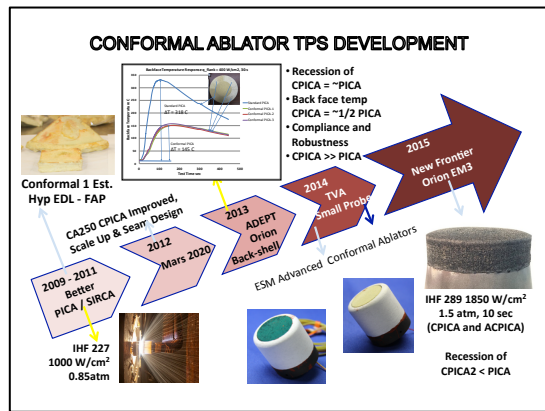 CONFORMAL ABLATOR TPS DEVELOPMENT
Standard PICA
ΔT = 318 C
ΔT = 145 C
Test Time sec
• Recession of
CPICA = ~PICA
• Back face temp
CPICA = ~1/2 PICA
• Compliance and
Robustness
• CPICA >> PICA
2015
New Frontier
Orion EM3
Conformal 1 Est.
Hyp EDL - FAP
CA250 CPICA Improved,
Scale Up & Seam Design
2014
TVA
Small Probe
2013
ADEPT
Orion
Back-shell
2012
Mars 2020
2009 - 2011
Better
PICA / SIRCA
ESM Advanced Conformal Ablators
IHF 227
1000 W/cm²
0.85atm
IHF 289 1850 W/cm²
1.5 atm, 10 sec
(CPICA and ACPICA)
Recession of
CPICA2 < PICA